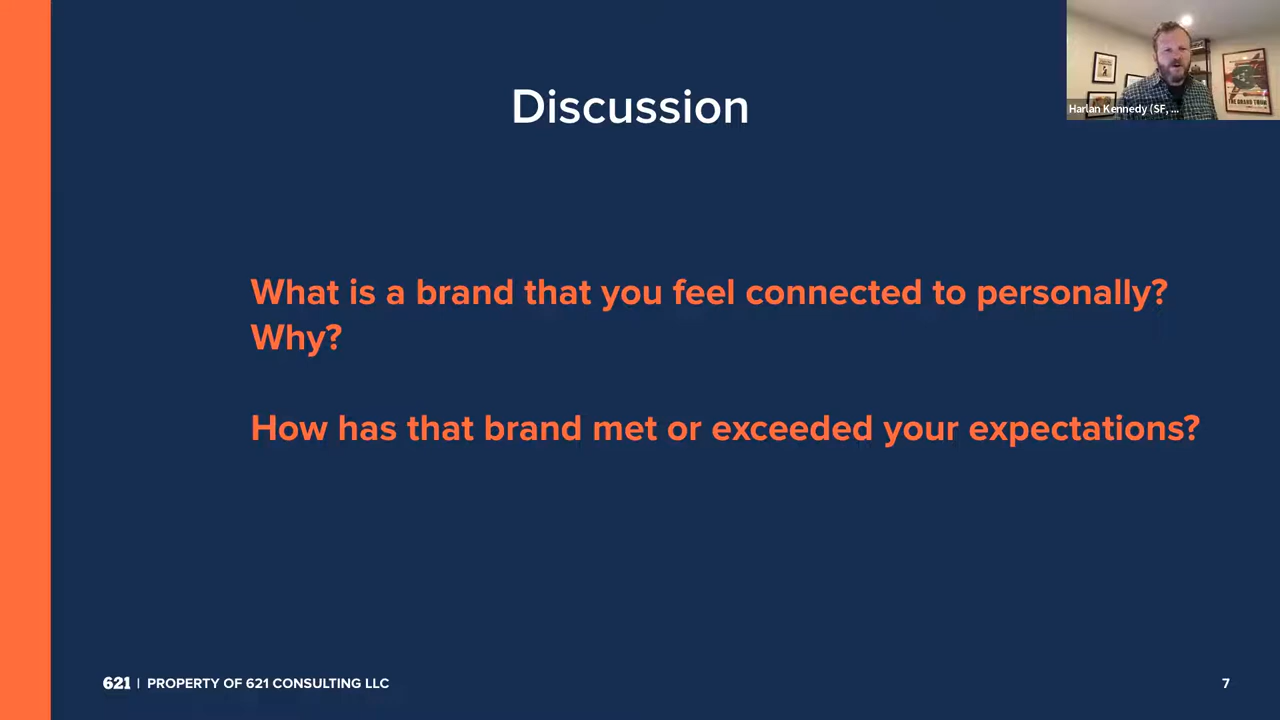 Discussion
Harlan Kennedy (SF, ...
What is a brand that you feel connected to personally?
Why?
How has that brand met or exceeded your expectations?
621 | PROPERTY OF 621 CONSULTING LLC
7